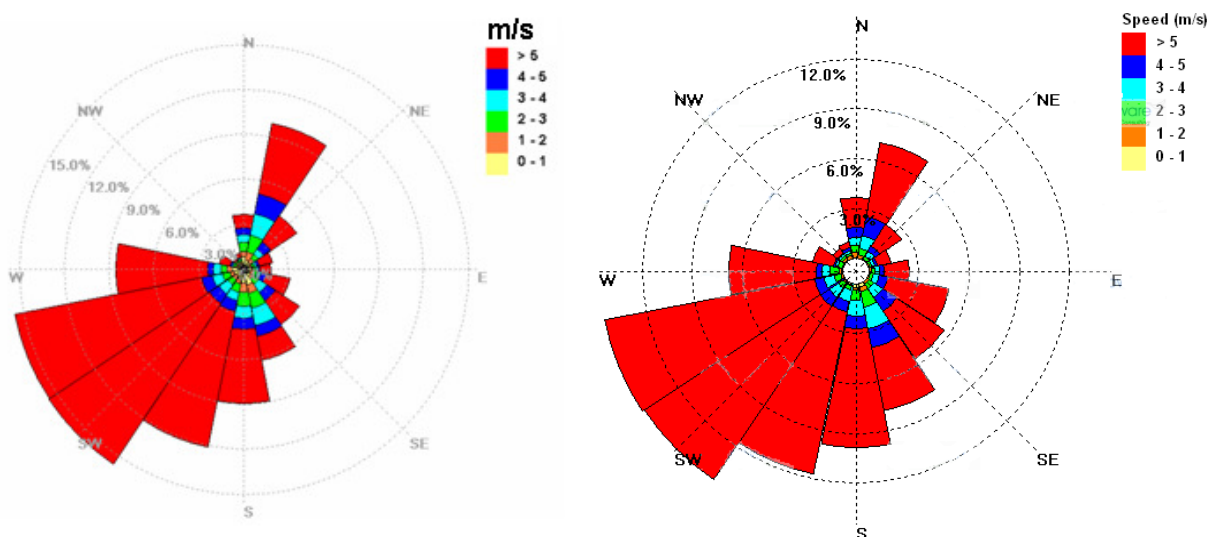 m/s
> 5
4 - 5
3 - 4
2 - 3
1 - 2
0 - 1
N
NW
NE
15.0%
12.0%
9.0%
6.0%
3.0%
W
E
SW
SE
S
Speed (m/s)
> 5
4 - 5
3 - 4
2 - 3
1 - 2
0 - 1
N
NW
NE
12.0%
9.0%
6.0%
3.0%
W
E
SW
SE
S